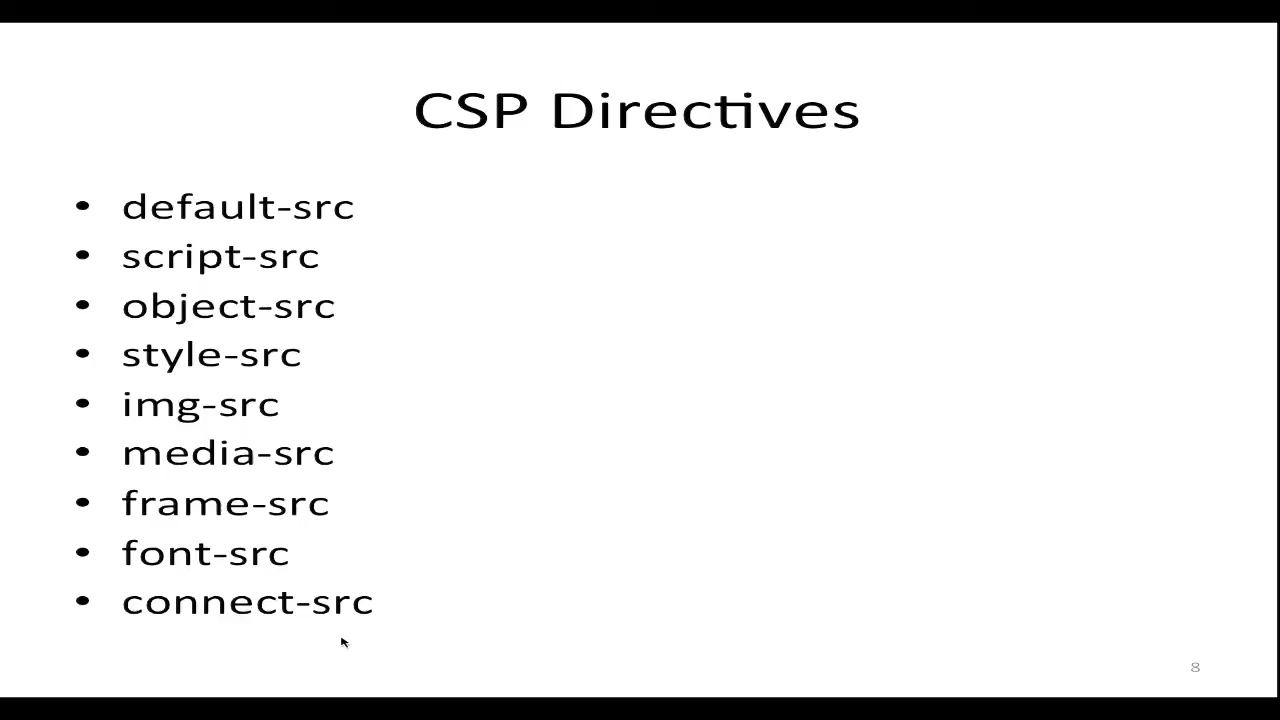 CSP Directives
• default-src
• script-src
• object-src
• style-src
• img-src
• media-src
• frame-src
• font-src
• connect-src
8